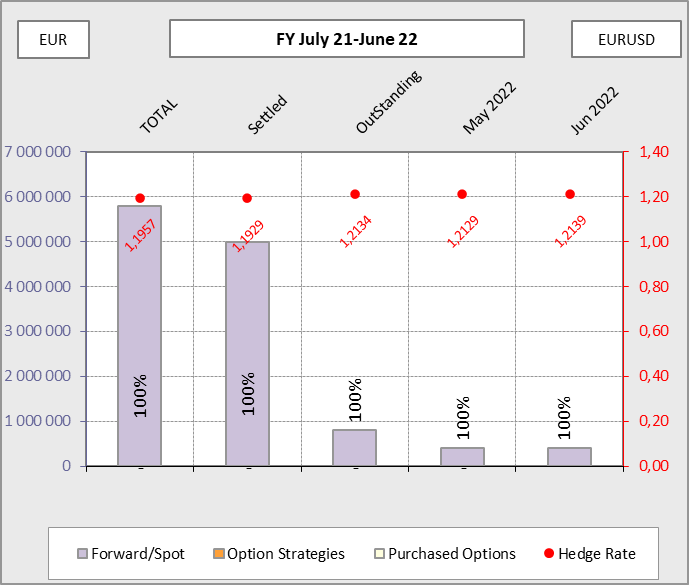 EUR
FY July 21-June 22
EURUSD
TOTAL
Settled
OutStanding
May 2022
Jun 2022
7 000 000
6 000 000
5 000 000
4 000 000
3 000 000
2 000 000
1 000 000
0
1,40
1,20
1,00
0,80
0,60
0,40
0,20
0,00
1,1957
1,1929
1,2134
1,2129
1,2139
100%
100%
100%
100%
100%
Forward/Spot
Option Strategies
Purchased Options
Hedge Rate